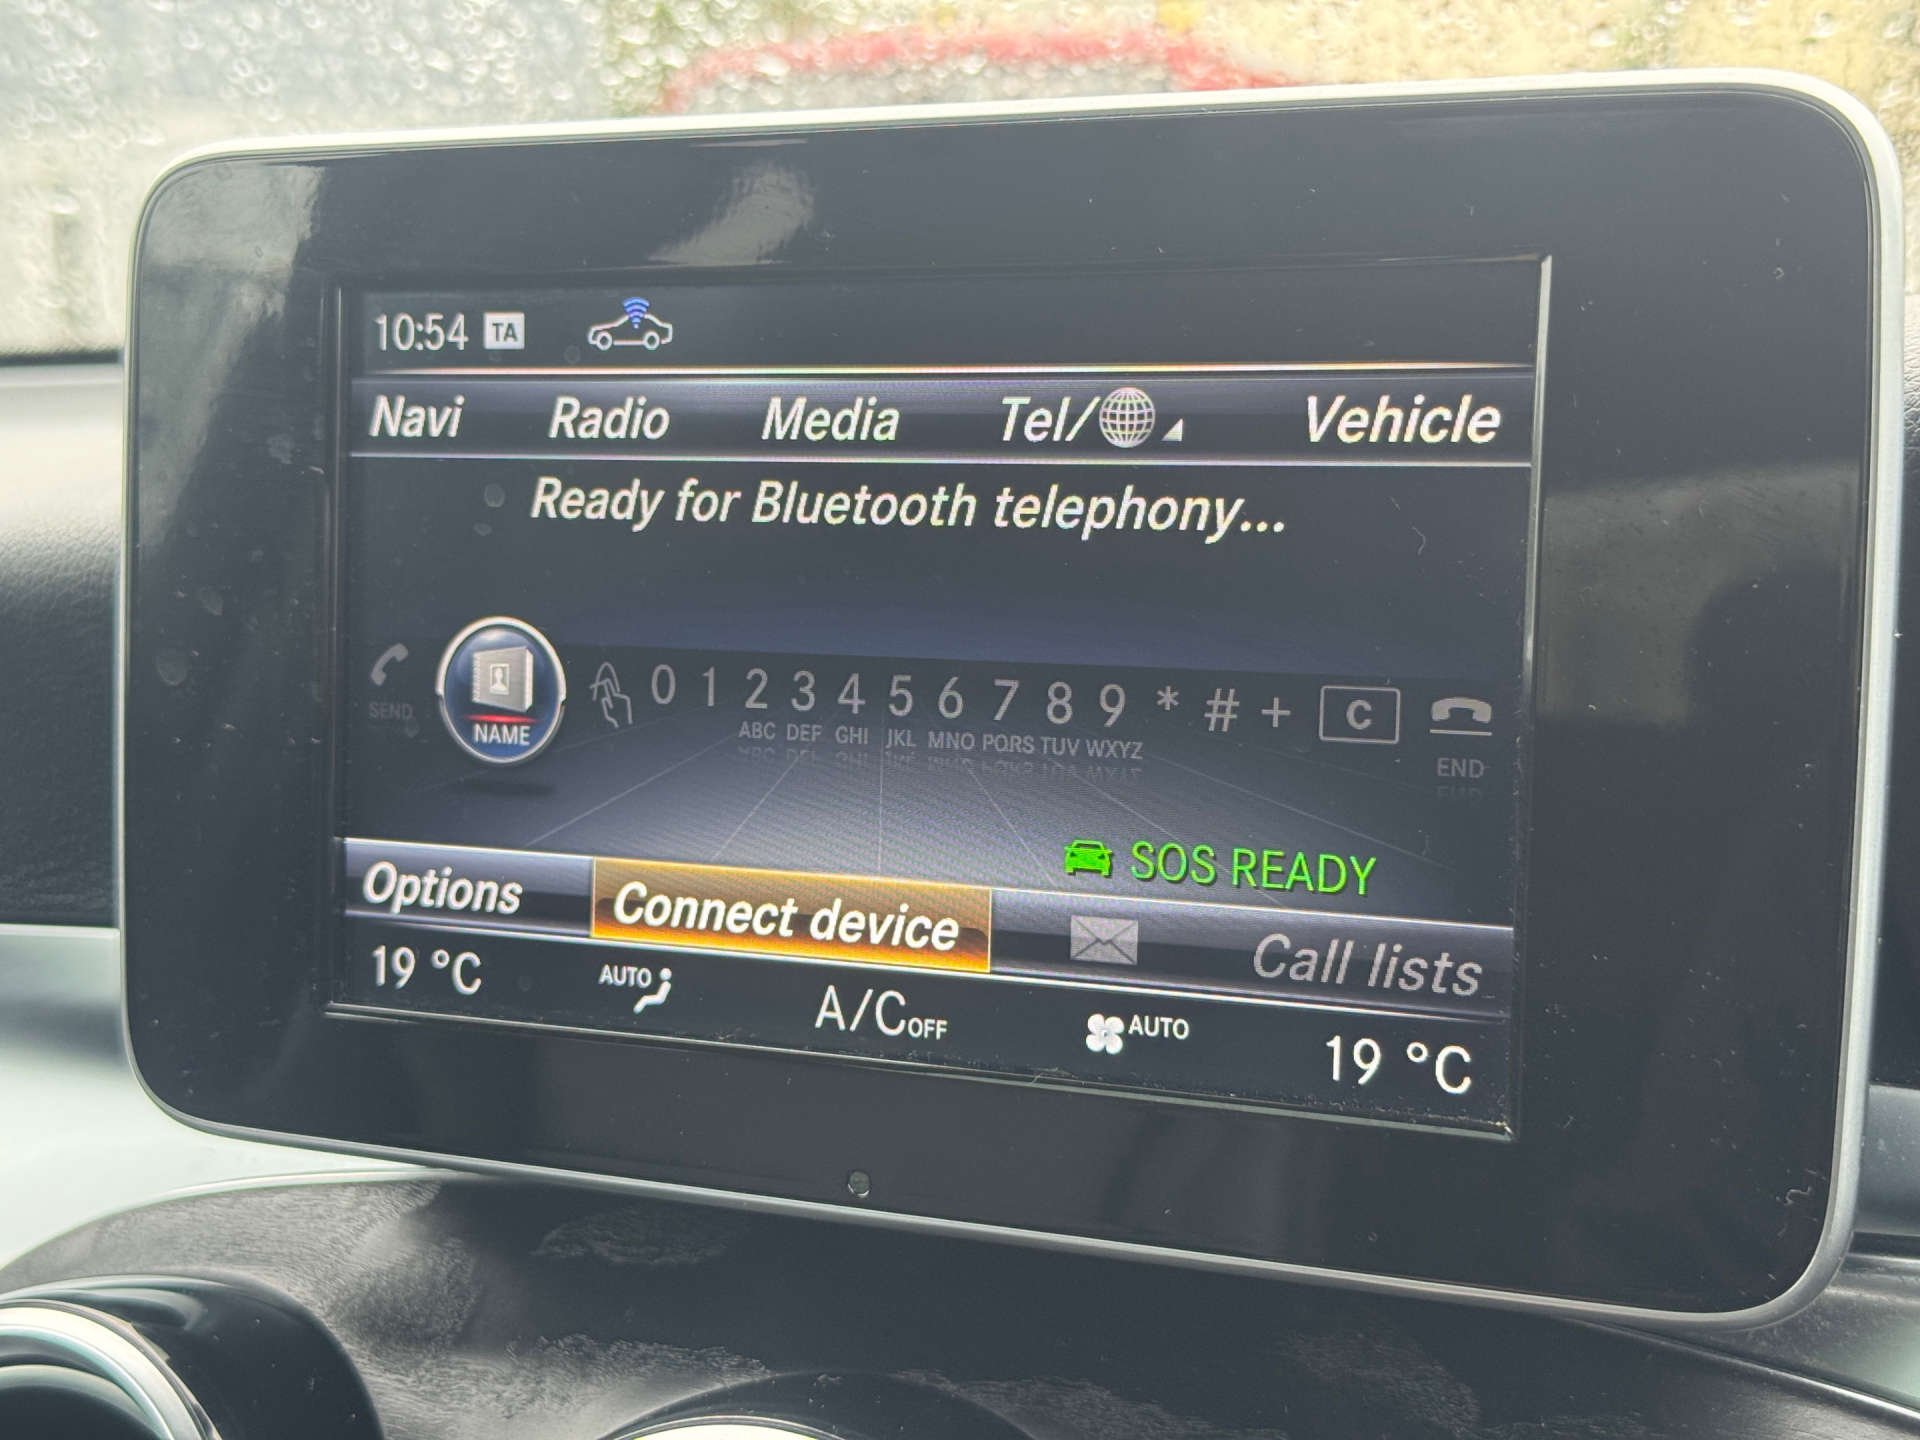 10:54 TA
Navi Radio Media Tel/ Vehicle
Ready for Bluetooth telephony...
SEND NAME 0 1 2 3 4 5 6 7 8 9 * # + C
ABC DEF GHI JKL MNO PQRS TUV WXYZ
END
SOS READY
Options Connect device Call lists
19 °C AUTO A/C OFF AUTO 19 °C